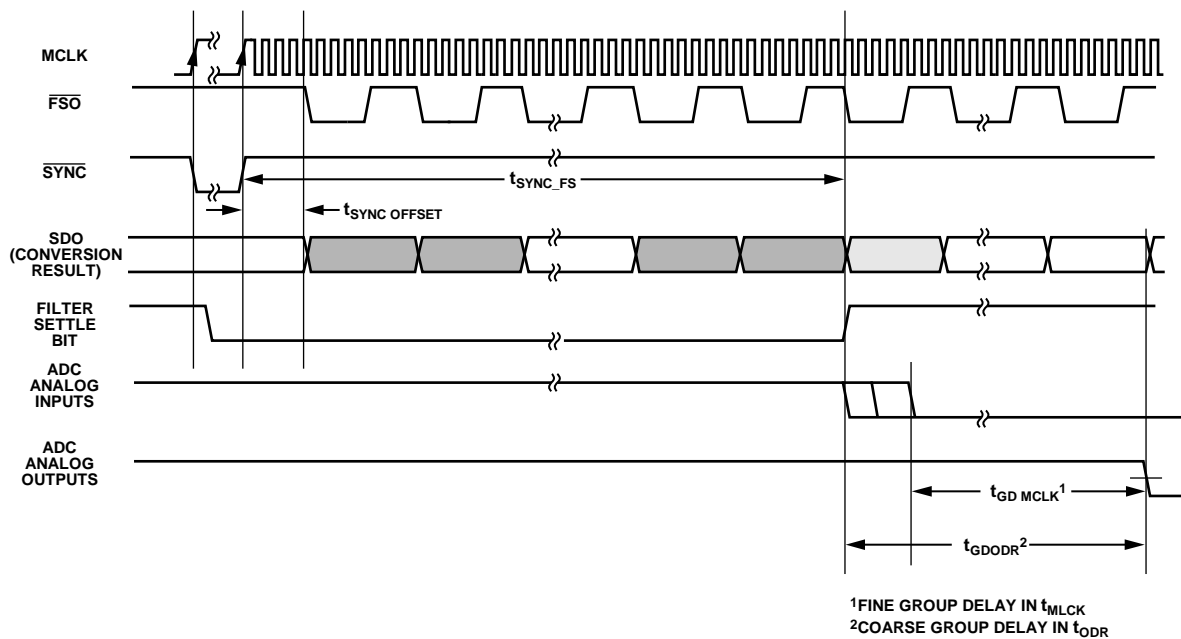 MCLK
FSO
SYNC
tSYNC_FS
tSYNC OFFSET
SDO
(CONVERSION
RESULT)
FILTER
SETTLE
BIT
ADC
ANALOG
INPUTS
ADC
ANALOG
OUTPUTS
tGD MCLK1
tGDODR2
1FINE GROUP DELAY IN tMLCK
2COARSE GROUP DELAY IN tODR